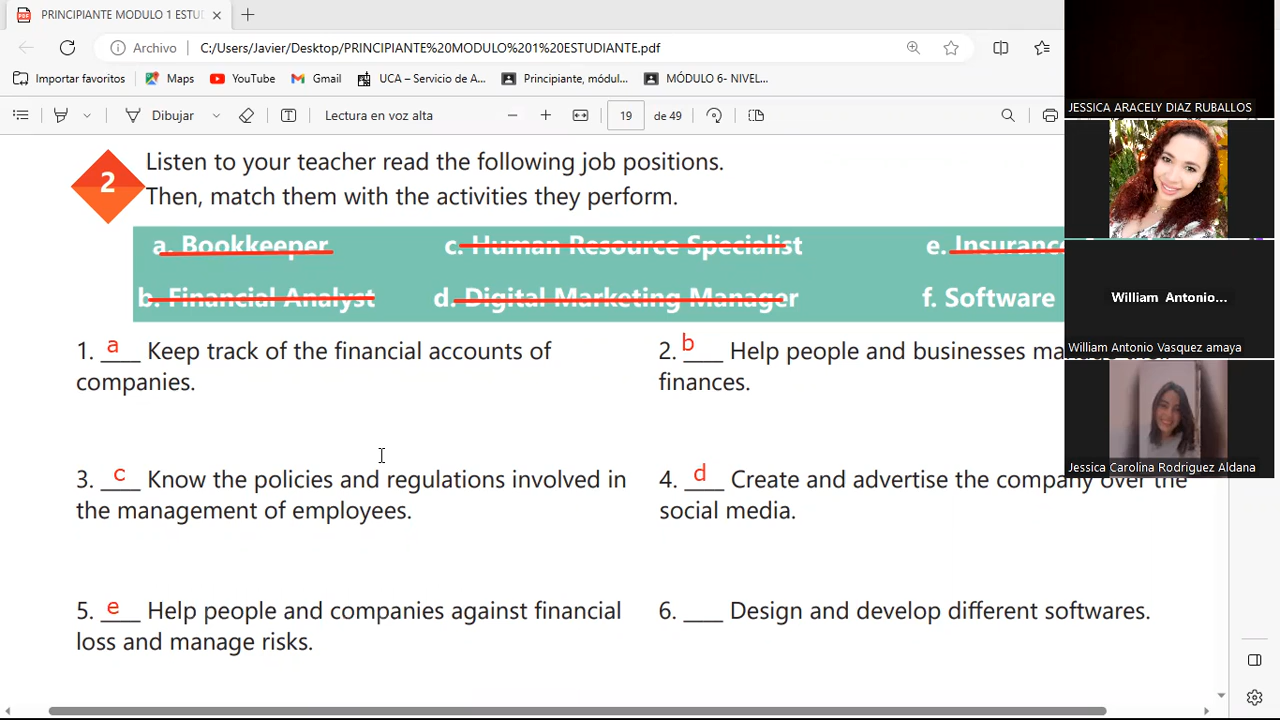 PRINCIPIANTE MODULO 1 ESTU
Archivo C:/Users/Javier/Desktop/PRINCIPIANTE%20MODULO%201%20ESTUDIANTE.pdf
Importar favoritos Maps YouTube Gmail UCA – Servicio de A... Principiante, módul... MÓDULO 6- NIVEL...
Dibujar Lectura en voz alta 19 de 49
JESSICA ARACELY DIAZ RUBALLOS
2 Listen to your teacher read the following job positions.
Then, match them with the activities they perform.
a. Bookkeeper c. Human Resource Specialist e. Insurance
b. Financial Analyst d. Digital Marketing Manager f. Software
William Antonio...
William Antonio Vasquez amaya
1. a Keep track of the financial accounts of
companies.
2. b Help people and businesses
finances.
Jessica Carolina Rodriguez Aldana
3. c Know the policies and regulations involved in
the management of employees.
4. d Create and advertise the company over the
social media.
5. e Help people and companies against financial
loss and manage risks.
6. ____ Design and develop different softwares.